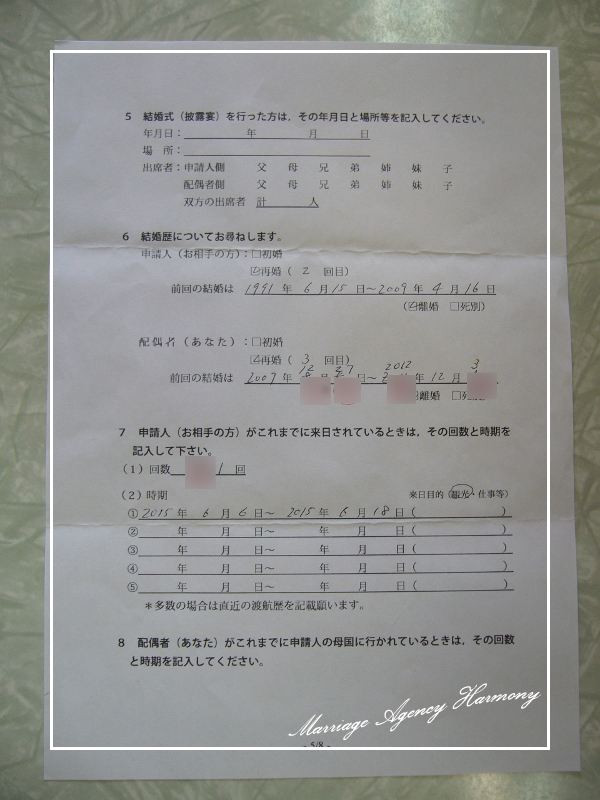 5 結婚式（披露宴）を行った方は，その年月日と場所等を記入してください。
年月日： 年 月 日
場 所：
出席者：申請人側 父 母 兄 弟 姉 妹 子
配偶者側 父 母 兄 弟 姉 妹 子
双方の出席者 計 人
6 結婚歴についてお尋ねします。
申請人（お相手の方）：□初婚
☑再婚（ 2 回目）
前回の結婚は 1991 年 6 月 15 日～2009 年 4 月 16 日
（☑離婚 □死別）
配偶者（あなた）：□初婚
☑再婚（ 3 回目）
12 27 2012 3
前回の結婚は 2007 年 月 日～ 年 12 月
離婚 □死
7 申請人（お相手の方）がこれまでに来日されているときは，その回数と時期を
記入して下さい。
（1）回数 1 回
（2）時期 来日目的（観光・仕事等）
①2015 年 6 月 6 日～ 2015 年 6 月 18 日（ ）
② 年 月 日～ 年 月 日（ ）
③ 年 月 日～ 年 月 日（ ）
④ 年 月 日～ 年 月 日（ ）
⑤ 年 月 日～ 年 月 日（ ）
＊多数の場合は直近の渡航歴を記載願います。
8 配偶者（あなた）がこれまでに申請人の母国に行かれているときは，その回数
と時期を記入してください。
Marriage Agency Harmony
- 5/8 -